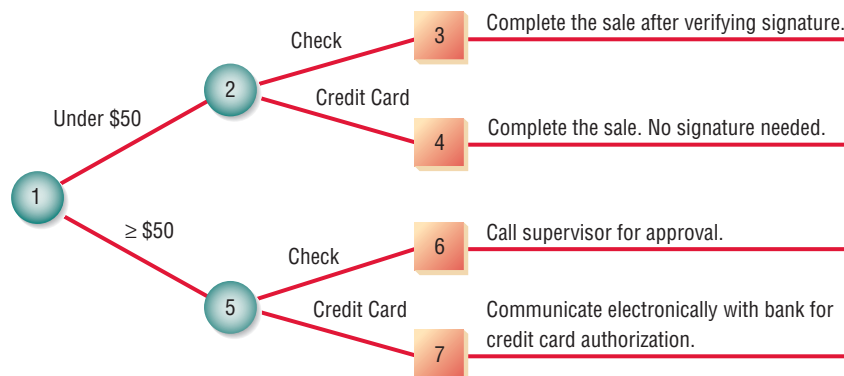 Check
3
Complete the sale after verifying signature.
Under $50
2
Credit Card
4
Complete the sale. No signature needed.
1
≥ $50
Check
6
Call supervisor for approval.
5
Credit Card
7
Communicate electronically with bank for
credit card authorization.